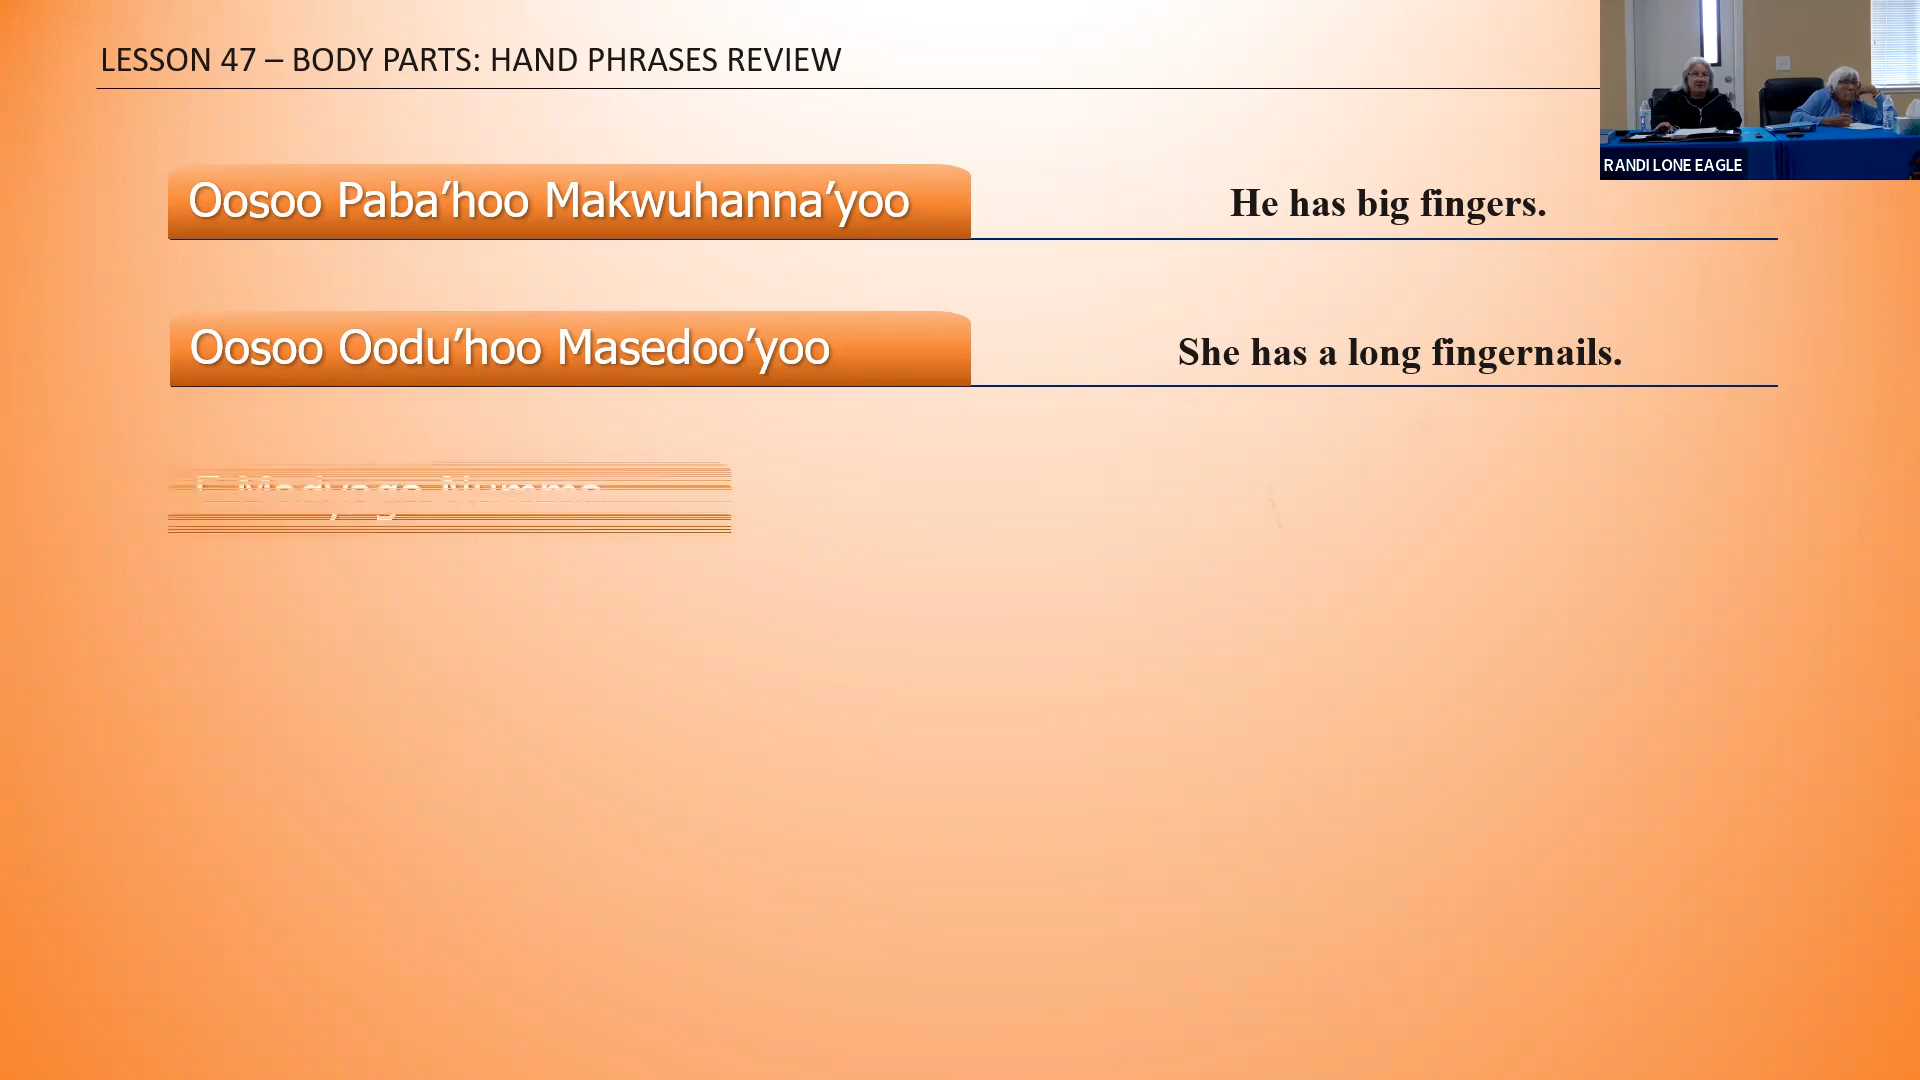 LESSON 47 – BODY PARTS: HAND PHRASES REVIEW
RANDI LONE EAGLE
Oosoo Paba’hoo Makwuhanna’yoo
He has big fingers.
Oosoo Oodu’hoo Masedoo’yoo
She has a long fingernails.